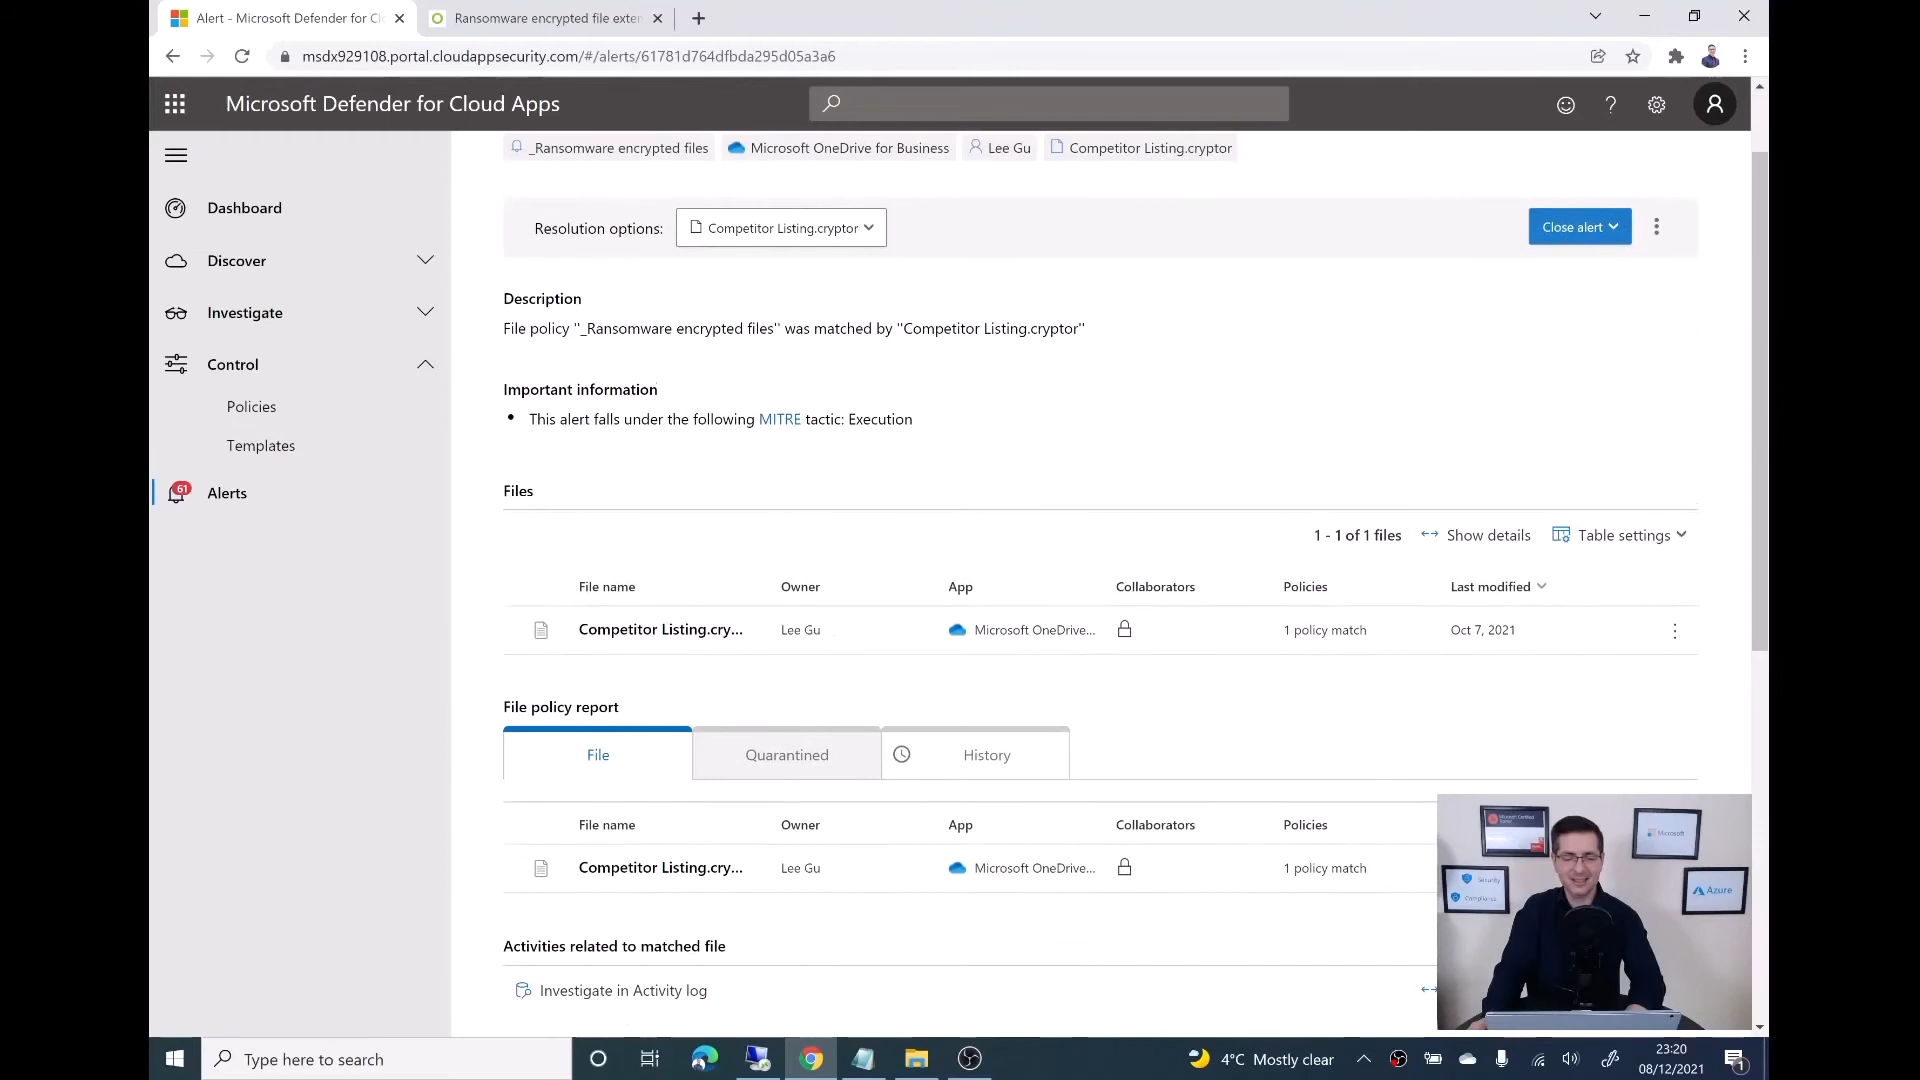 Alert - Microsoft Defender for Cl
Ransomware encrypted file exten
msdx929108.portal.cloudappsecurity.com/#/alerts/61781d764dfbda295d05a3a6
Microsoft Defender for Cloud Apps
_Ransomware encrypted files
Microsoft OneDrive for Business
Lee Gu
Competitor Listing.cryptor
Dashboard
Discover
Investigate
Control
Policies
Templates
61
Alerts
Resolution options:
Competitor Listing.cryptor
Close alert
Description
File policy "_Ransomware encrypted files" was matched by "Competitor Listing.cryptor"
Important information
• This alert falls under the following MITRE tactic: Execution
Files
1 - 1 of 1 files
Show details
Table settings
File name Owner App Collaborators Policies Last modified
Competitor Listing.cry... Lee Gu Microsoft OneDrive... 1 policy match Oct 7, 2021
File policy report
File
Quarantined
History
File name Owner App Collaborators Policies
Competitor Listing.cry... Lee Gu Microsoft OneDrive... 1 policy match
Activities related to matched file
Investigate in Activity log
Microsoft
Security
Compliance
Azure
Type here to search
4°C Mostly clear
23:20
08/12/2021
1